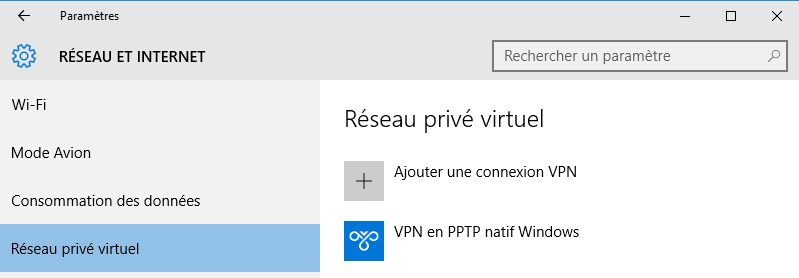 Paramètres
RÉSEAU ET INTERNET
Rechercher un paramètre
Wi-Fi
Mode Avion
Consommation des données
Réseau privé virtuel
Réseau privé virtuel
Ajouter une connexion VPN
VPN en PPTP natif Windows